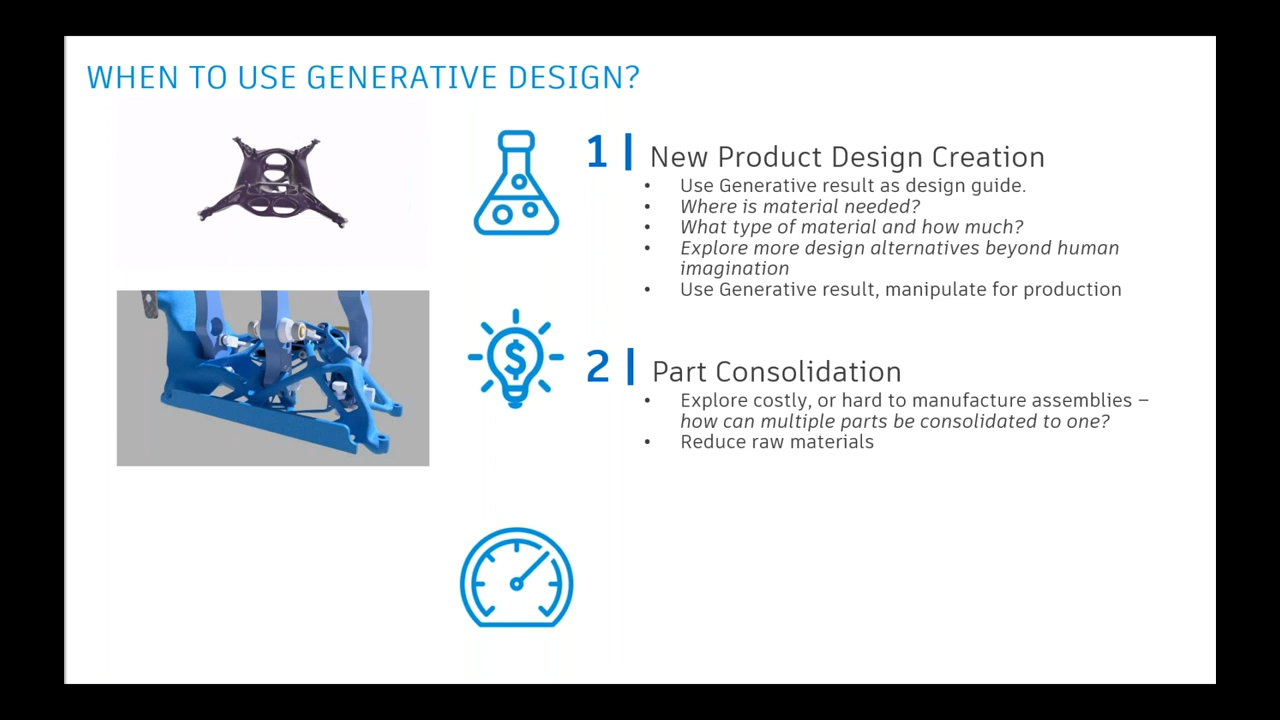 WHEN TO USE GENERATIVE DESIGN?
1 | New Product Design Creation
• Use Generative result as design guide.
• Where is material needed?
• What type of material and how much?
• Explore more design alternatives beyond human
imagination
• Use Generative result, manipulate for production
$
2 | Part Consolidation
• Explore costly, or hard to manufacture assemblies –
how can multiple parts be consolidated to one?
• Reduce raw materials